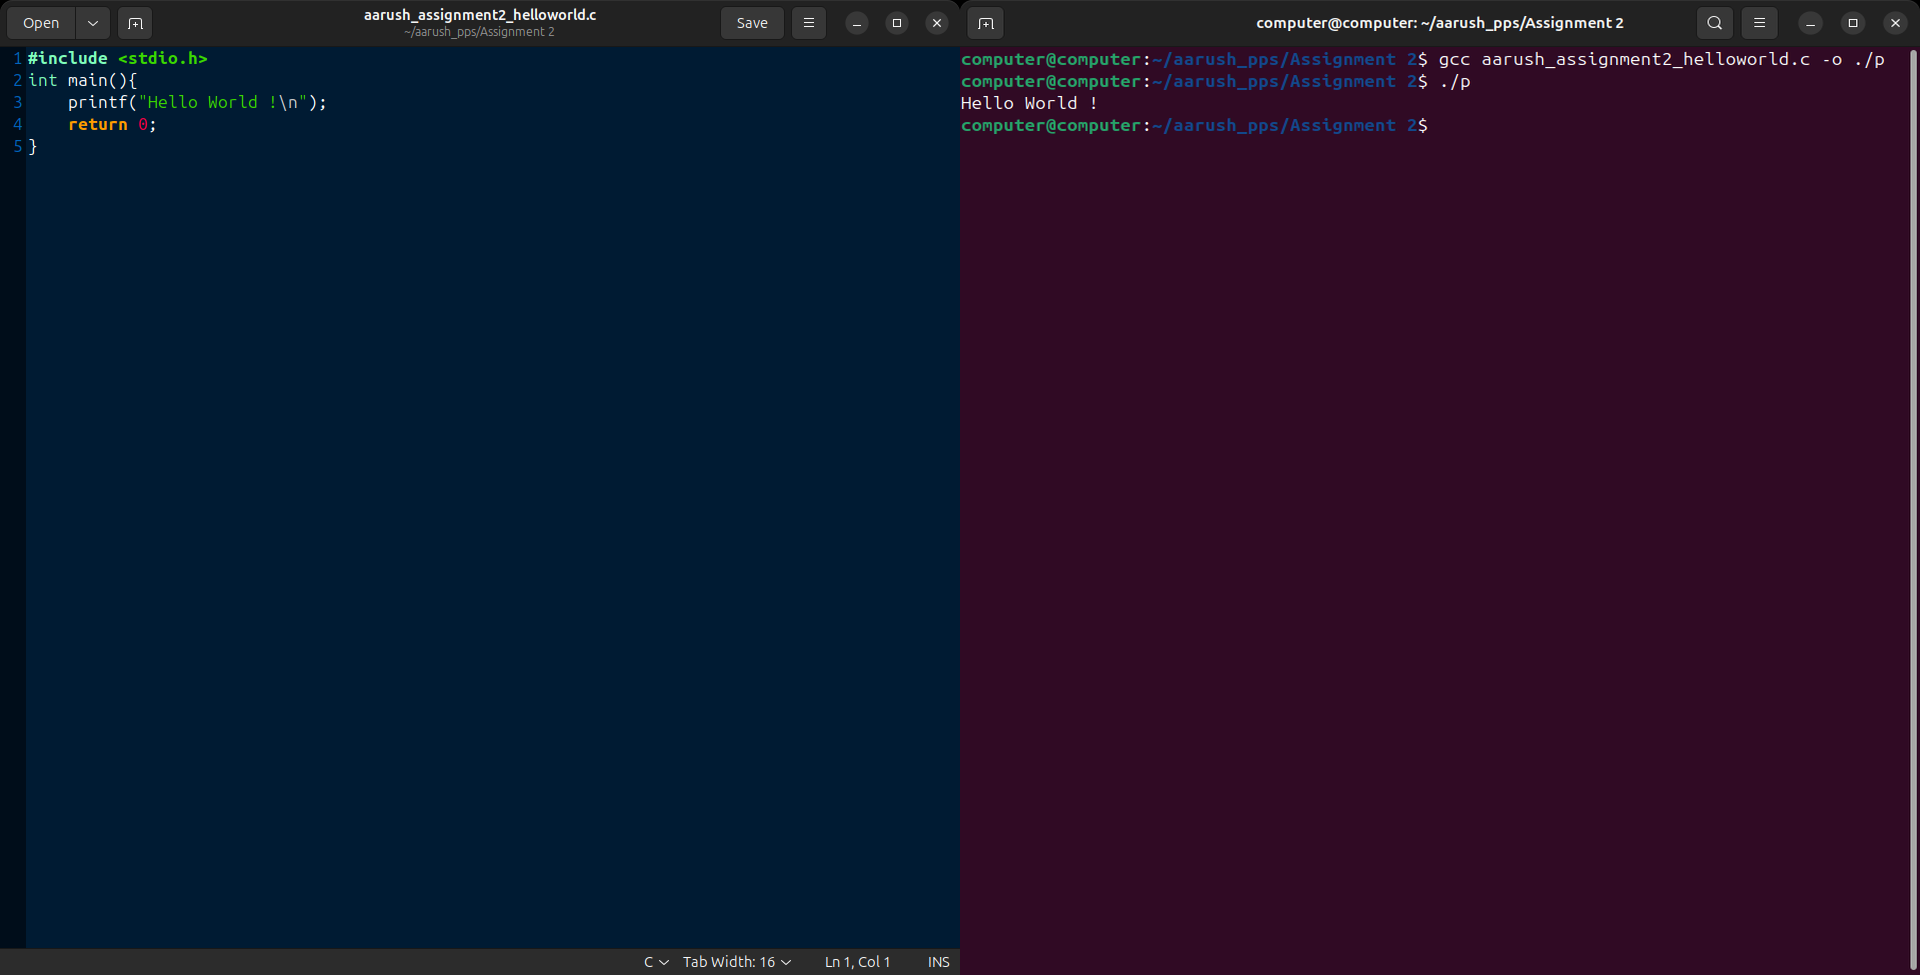 Open
aarush_assignment2_helloworld.c
~/aarush_pps/Assignment 2
Save
1 #include <stdio.h>
2 int main(){
3     printf("Hello World !\n");
4     return 0;
5 }
C Tab Width: 16 Ln 1, Col 1 INS
computer@computer: ~/aarush_pps/Assignment 2
computer@computer:~/aarush_pps/Assignment 2$ gcc aarush_assignment2_helloworld.c -o ./p
computer@computer:~/aarush_pps/Assignment 2$ ./p
Hello World !
computer@computer:~/aarush_pps/Assignment 2$